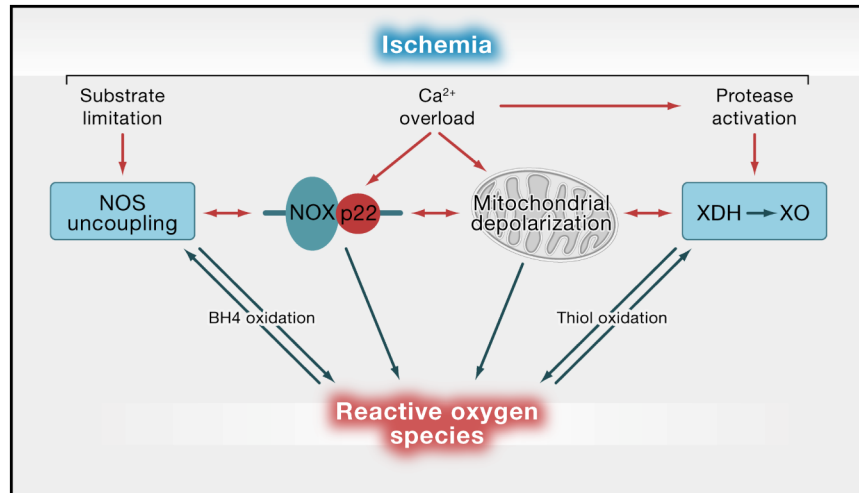 Ischemia
Substrate
limitation
Ca²⁺
overload
Protease
activation
NOS
uncoupling
NOX p22
Mitochondrial
depolarization
XDH XO
BH4 oxidation
Thiol oxidation
Reactive oxygen
species